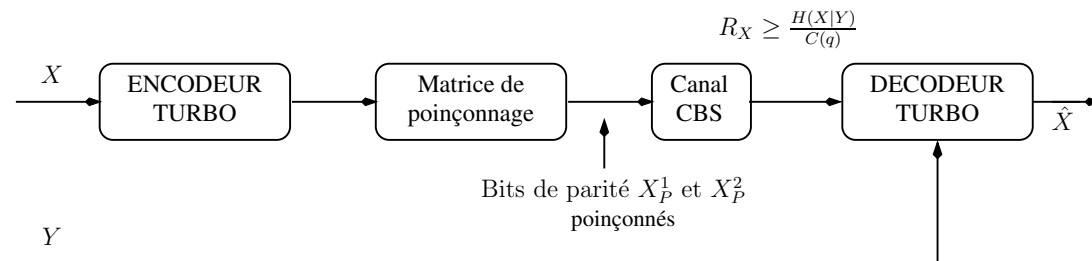 R_X ≥ H(X|Y) / C(q)
X
ENCODEUR
TURBO
Matrice de
poinçonnage
Canal
CBS
DECODEUR
TURBO
X̂
Bits de parité X_P^1 et X_P^2
poinçonnés
Y